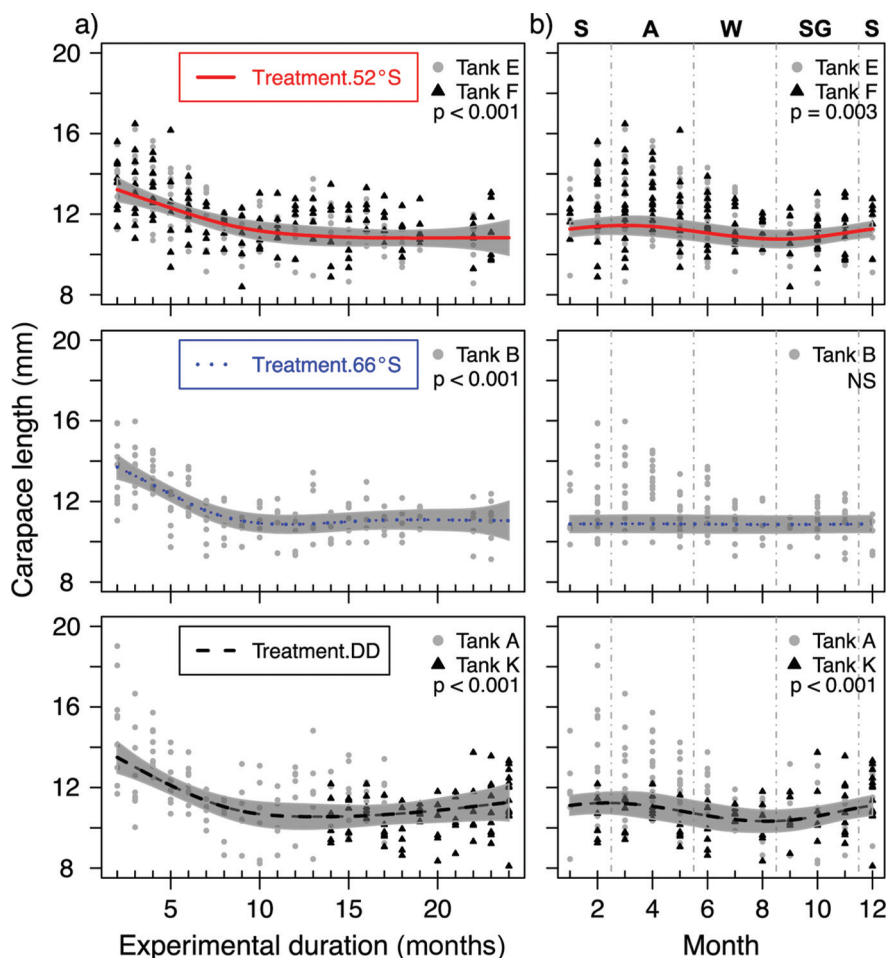 a)
b)
S A W SG S
20
16
12
8
Treatment.52°S
Tank E
Tank F
p < 0.001
Tank E
Tank F
p = 0.003
Carapace length (mm)
20
16
12
8
Treatment.66°S
Tank B
p < 0.001
Tank B
NS
20
16
12
8
Treatment.DD
Tank A
Tank K
p < 0.001
Tank A
Tank K
p < 0.001
5 10 15 20
2 4 6 8 10 12
Experimental duration (months)
Month